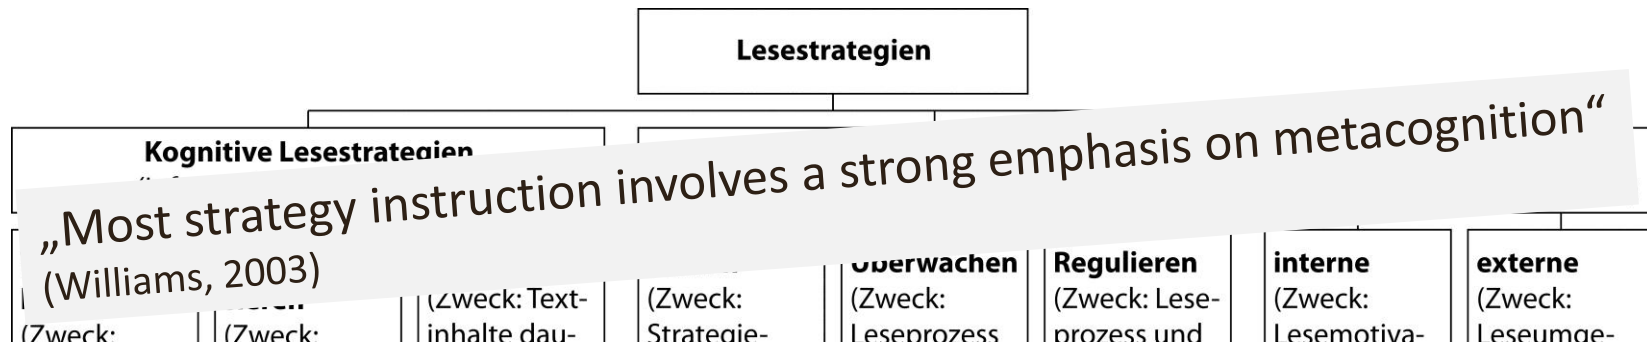 Lesestrategien
Kognitive Lesestrategien
„Most strategy instruction involves a strong emphasis on metacognition“
(Williams, 2003)
Überwachen
Regulieren
interne
externe
(Zweck: Text-
(Zweck:
(Zweck:
(Zweck: Lese-
(Zweck:
(Zweck:
(Zweck:
(Zweck:
inhalte dau-
Strategie-
Leseprozess
prozess und
Lesemotiva-
Leseumge-